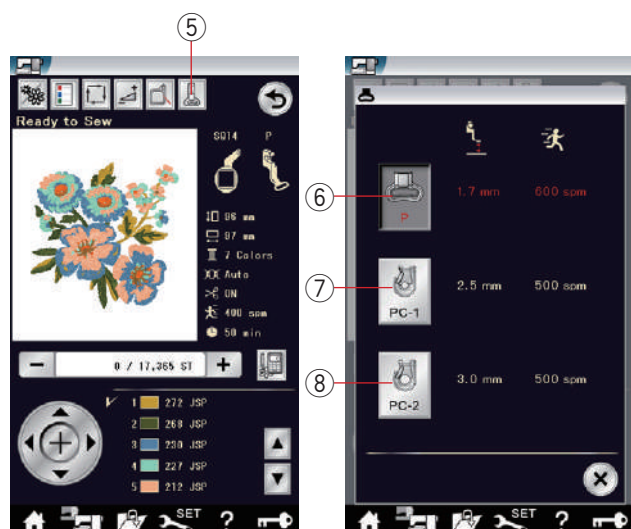 5
Ready to Sew
SQ14 P
96 mm
97 mm
7 Colors
Auto
ON
400 spm
50 min
− 0 / 17,365 ST +
1 272 JSP
2 268 JSP
3 230 JSP
4 227 JSP
5 212 JSP
SET ?
6
P 1.7 mm 600 spm
7
PC-1 2.5 mm 500 spm
8
PC-2 3.0 mm 500 spm
SET ?